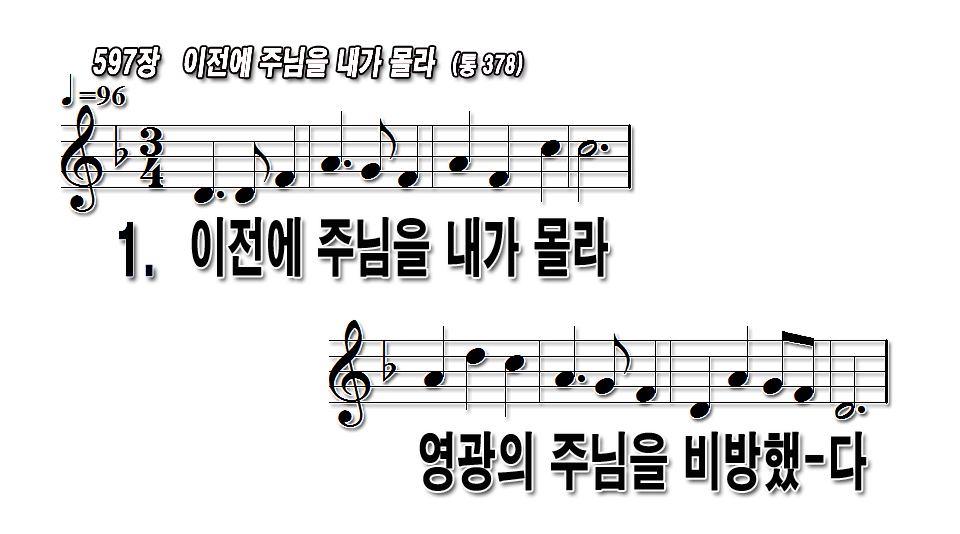 597장 이전에 주님을 내가 몰라 (통 378)
♩=96
3
4
1. 이전에 주님을 내가 몰라
영광의 주님을 비방했-다